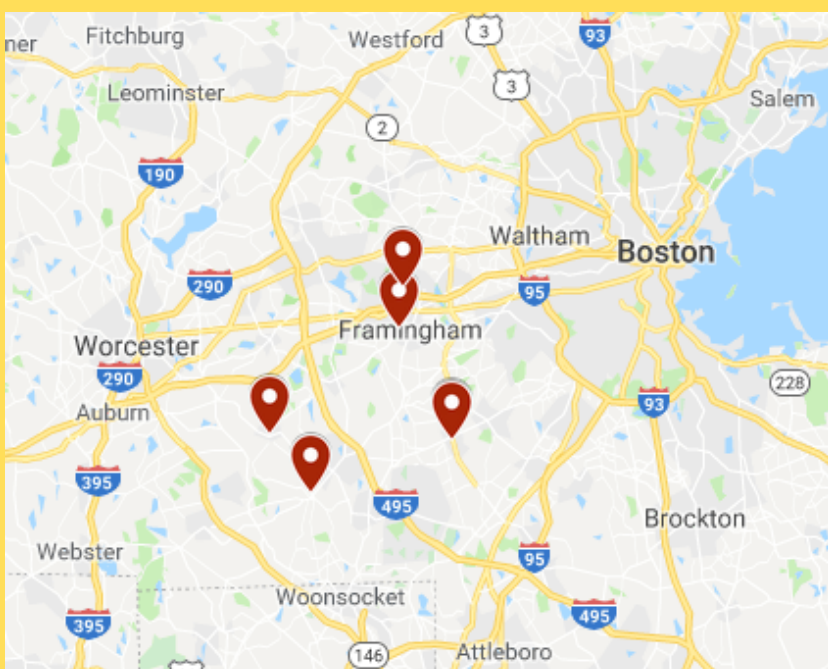 ner
Fitchburg
Westford
3
93
Leominster
3
Salem
2
190
Waltham
Boston
290
95
Framingham
Worcester
290
228
Auburn
93
395
495
Brockton
Webster
95
Woonsocket
395
495
146
Attleboro